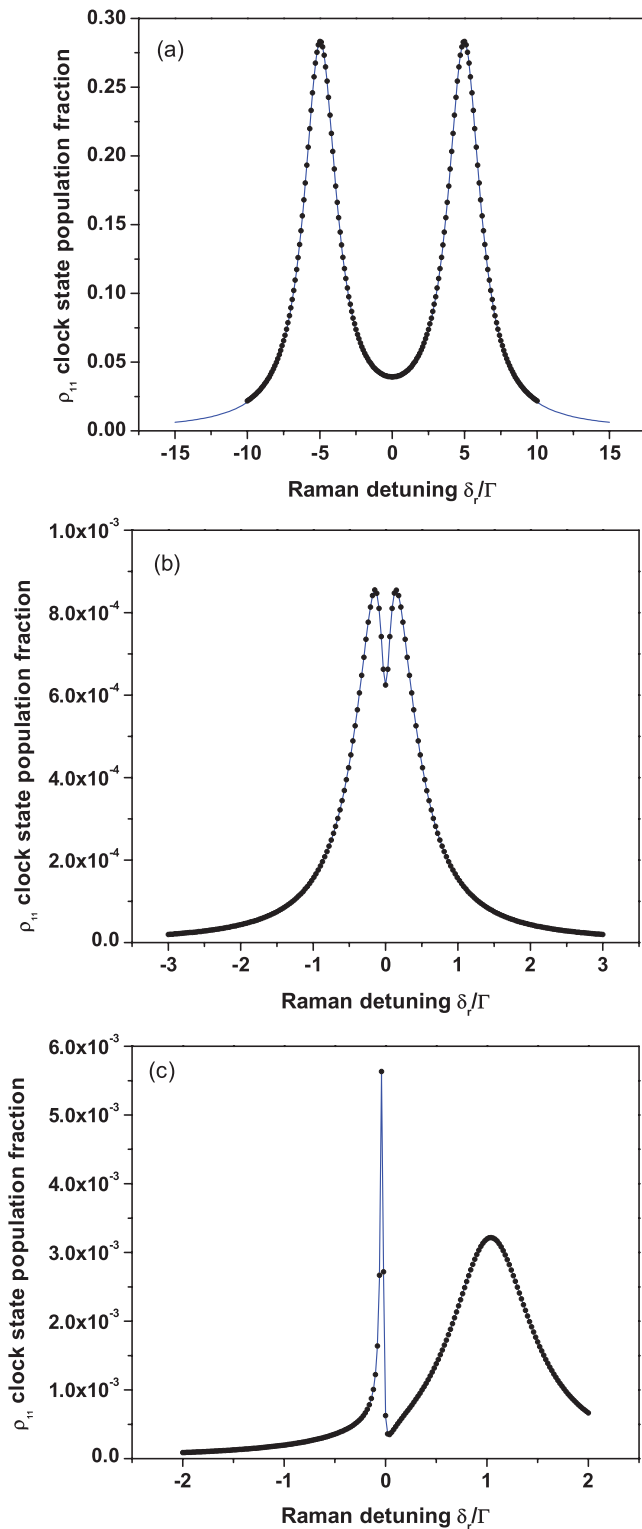 (a)
0.30
0.25
0.20
0.15
0.10
0.05
0.00
ρ₁₁ clock state population fraction
-15 -10 -5 0 5 10 15
Raman detuning δᵣ/Γ
(b)
1.0x10⁻³
8.0x10⁻⁴
6.0x10⁻⁴
4.0x10⁻⁴
2.0x10⁻⁴
0.0
ρ₁₁ clock state population fraction
-3 -2 -1 0 1 2 3
Raman detuning δᵣ/Γ
(c)
6.0x10⁻³
5.0x10⁻³
4.0x10⁻³
3.0x10⁻³
2.0x10⁻³
1.0x10⁻³
0.0
ρ₁₁ clock state population fraction
-2 -1 0 1 2
Raman detuning δᵣ/Γ